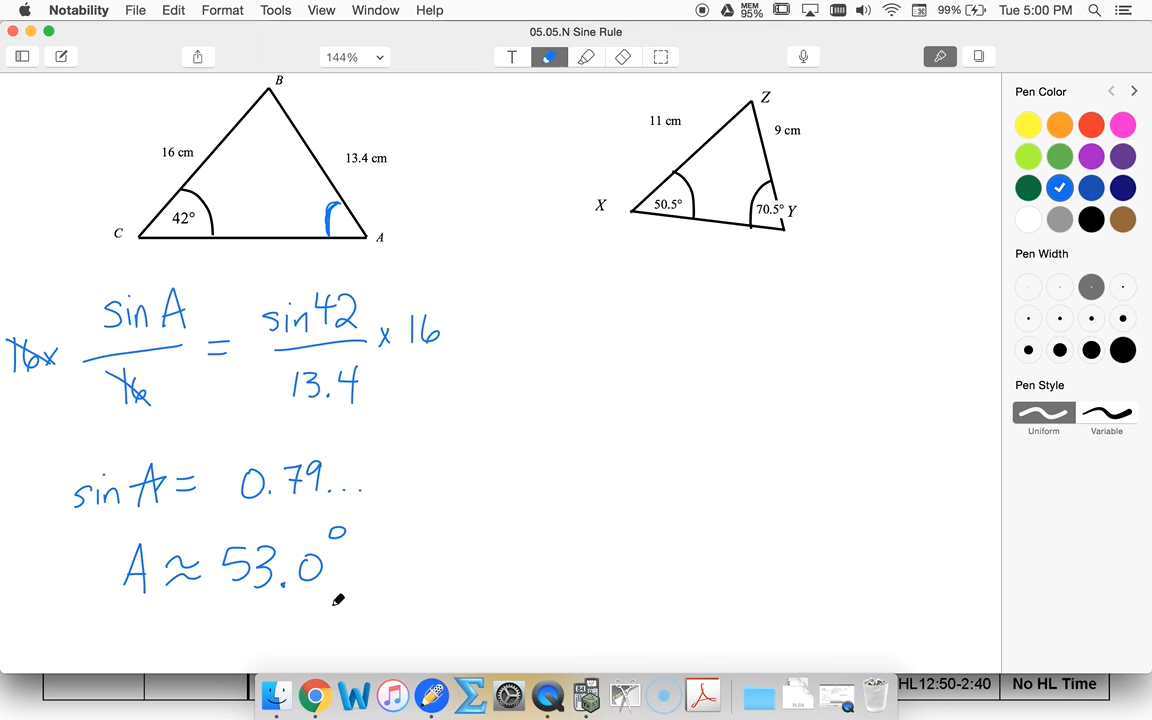 Notability File Edit Format Tools View Window Help MEM 95% 99% Tue 5:00 PM
05.05.N Sine Rule
144% T
Pen Color
B
Z
16 cm
13.4 cm
11 cm
9 cm
42°
C
A
X
50.5°
70.5° Y
Pen Width
16x sin A = sin 42 x 16
16 13.4
Pen Style
Uniform Variable
sin A = 0.79...
A ≈ 53.0°
HL12:50-2:40 No HL Time